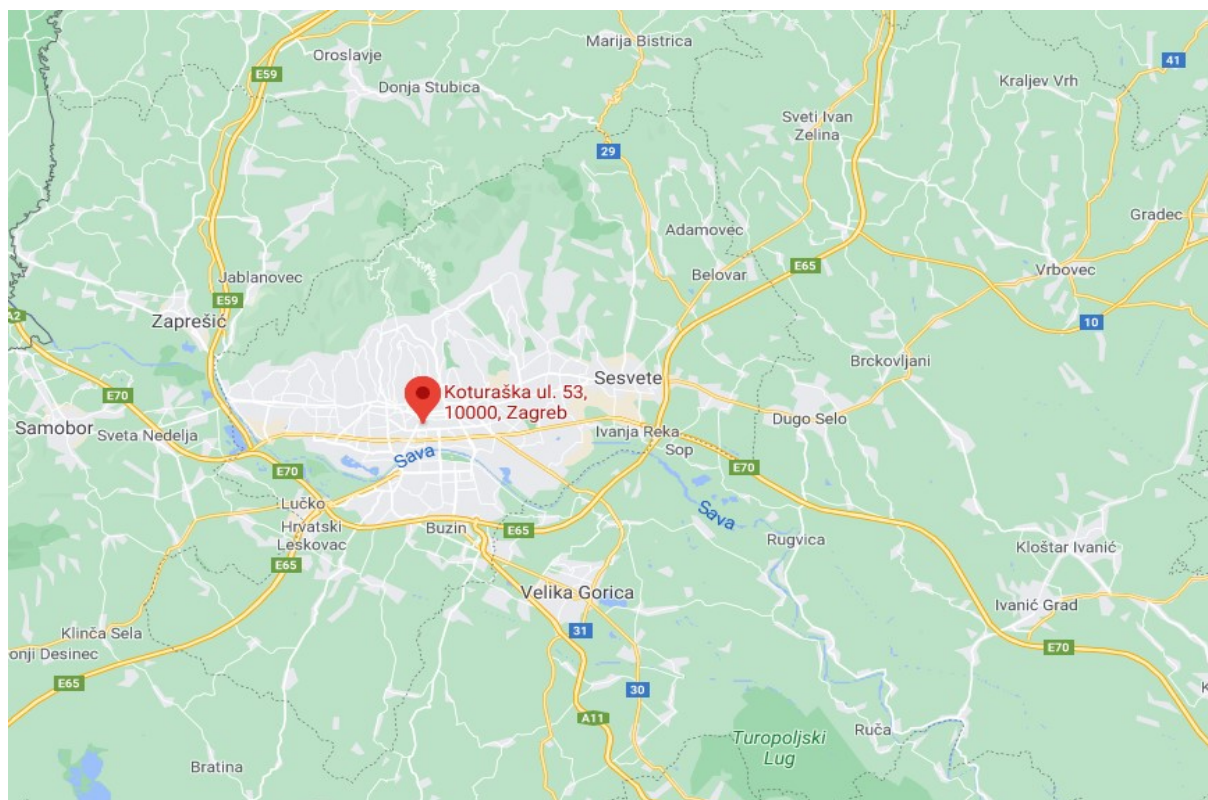 Marija Bistrica
Oroslavje
41
E59
Donja Stubica
Kraljev Vrh
Sveti Ivan
Zelina
29
Gradec
Adamovec
Jablanovec
Belovar
E65
Vrbovec
E59
A2
Zaprešić
10
Brckovljani
Sesvete
Koturaška ul. 53,
10000, Zagreb
E70
Samobor
Sveta Nedelja
Dugo Selo
Ivanja Reka
Sop
Sava
E70
E70
Lučko
Sava
Hrvatski
Leskovac
Buzin
E65
Rugvica
Kloštar Ivanić
E65
Velika Gorica
Ivanić Grad
31
Klinča Sela
onji Desinec
E70
E65
30
K
A11
Ruča
Turopoljski
Lug
Bratina